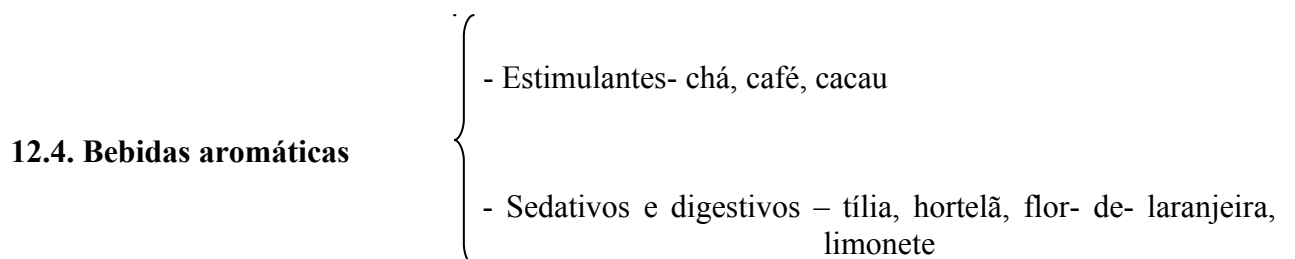 - Estimulantes- chá, café, cacau
12.4. Bebidas aromáticas
- Sedativos e digestivos – tília, hortelã, flor- de- laranjeira,
limonete